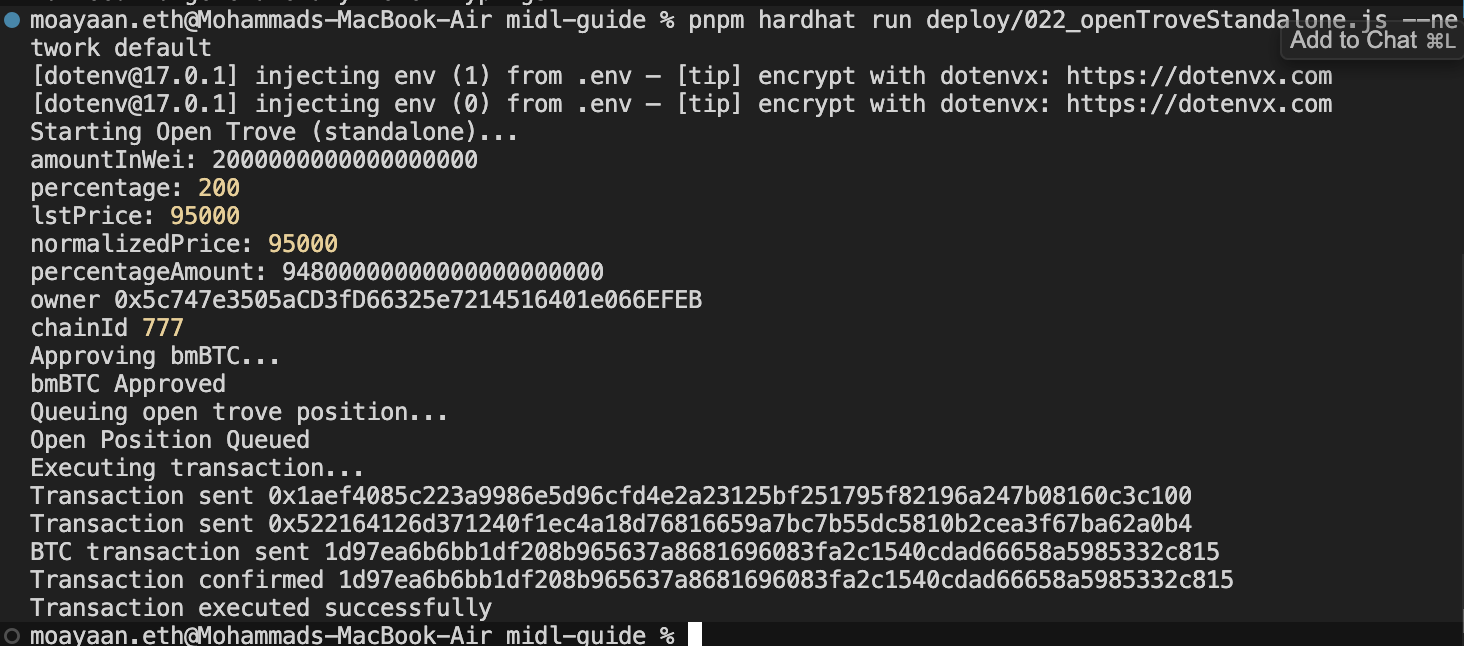 moayaan.eth@Mohammads-MacBook-Air midl-guide % pnpm hardhat run deploy/022_openTroveStandalone.js --ne
twork default
Add to Chat ⌘L
[dotenv@17.0.1] injecting env (1) from .env – [tip] encrypt with dotenvx: https://dotenvx.com
[dotenv@17.0.1] injecting env (0) from .env – [tip] encrypt with dotenvx: https://dotenvx.com
Starting Open Trove (standalone)...
amountInWei: 2000000000000000000
percentage: 200
lstPrice: 95000
normalizedPrice: 95000
percentageAmount: 94800000000000000000000
owner 0x5c747e3505aCD3fD66325e7214516401e066EFEB
chainId 777
Approving bmBTC...
bmBTC Approved
Queuing open trove position...
Open Position Queued
Executing transaction...
Transaction sent 0x1aef4085c223a9986e5d96cfd4e2a23125bf251795f82196a247b08160c3c100
Transaction sent 0x522164126d371240f1ec4a18d76816659a7bc7b55dc5810b2cea3f67ba62a0b4
BTC transaction sent 1d97ea6b6bb1df208b965637a8681696083fa2c1540cdad66658a5985332c815
Transaction confirmed 1d97ea6b6bb1df208b965637a8681696083fa2c1540cdad66658a5985332c815
Transaction executed successfully
moayaan.eth@Mohammads-MacBook-Air midl-guide %